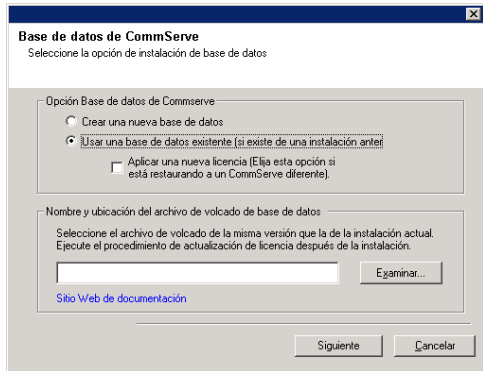 Base de datos de CommServe
Seleccione la opción de instalación de base de datos
Opción Base de datos de Commserve
Crear una nueva base de datos
Usar una base de datos existente (si existe de una instalación anter
Aplicar una nueva licencia (Elija esta opción si
está restaurando a un CommServe diferente).
Nombre y ubicación del archivo de volcado de base de datos
Seleccione el archivo de volcado de la misma versión que la de la instalación actual.
Ejecute el procedimiento de actualización de licencia después de la instalación.
Examinar...
Sitio Web de documentación
Siguiente
Cancelar